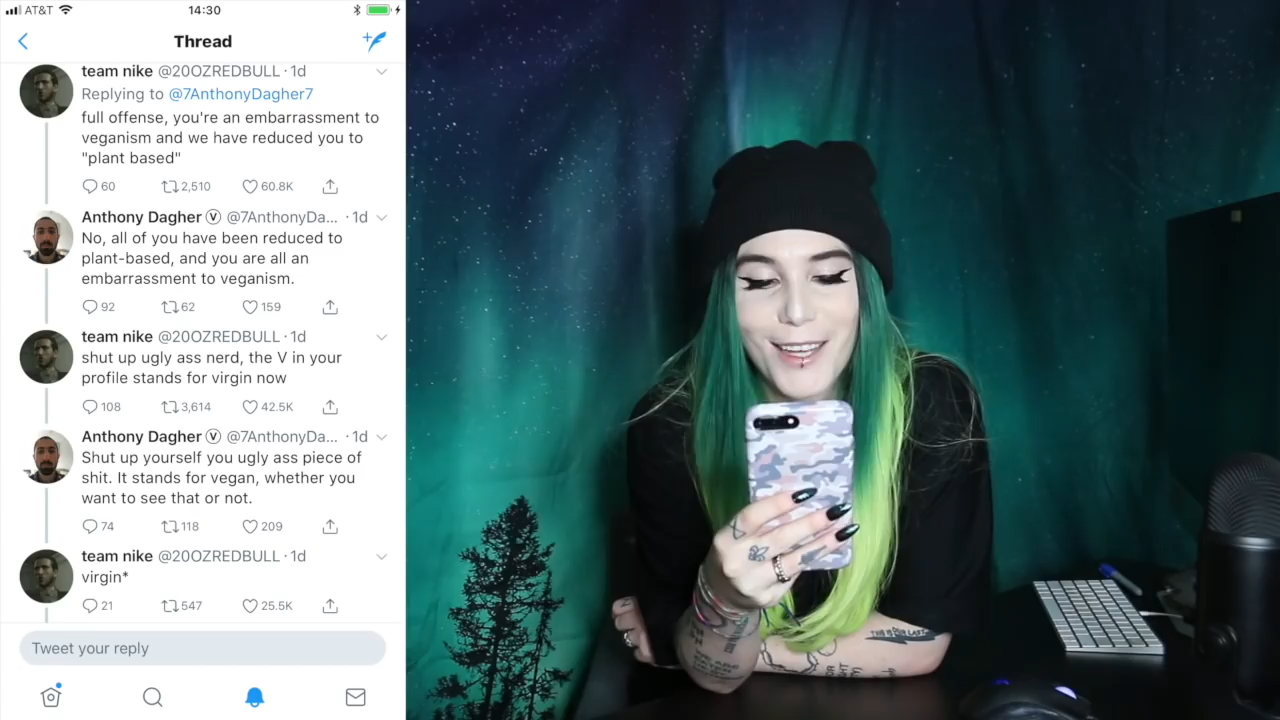 AT&T
14:30
Thread
team nike @20OZREDBULL · 1d
Replying to @7AnthonyDagher7
full offense, you're an embarrassment to
veganism and we have reduced you to
"plant based"
60 2,510 60.8K
Anthony Dagher Ⓥ @7AnthonyDa... · 1d
No, all of you have been reduced to
plant-based, and you are all an
embarrassment to veganism.
92 62 159
team nike @20OZREDBULL · 1d
shut up ugly ass nerd, the V in your
profile stands for virgin now
108 3,614 42.5K
Anthony Dagher Ⓥ @7AnthonyDa... · 1d
Shut up yourself you ugly ass piece of
shit. It stands for vegan, whether you
want to see that or not.
74 118 209
team nike @20OZREDBULL · 1d
virgin*
21 547 25.5K
Tweet your reply